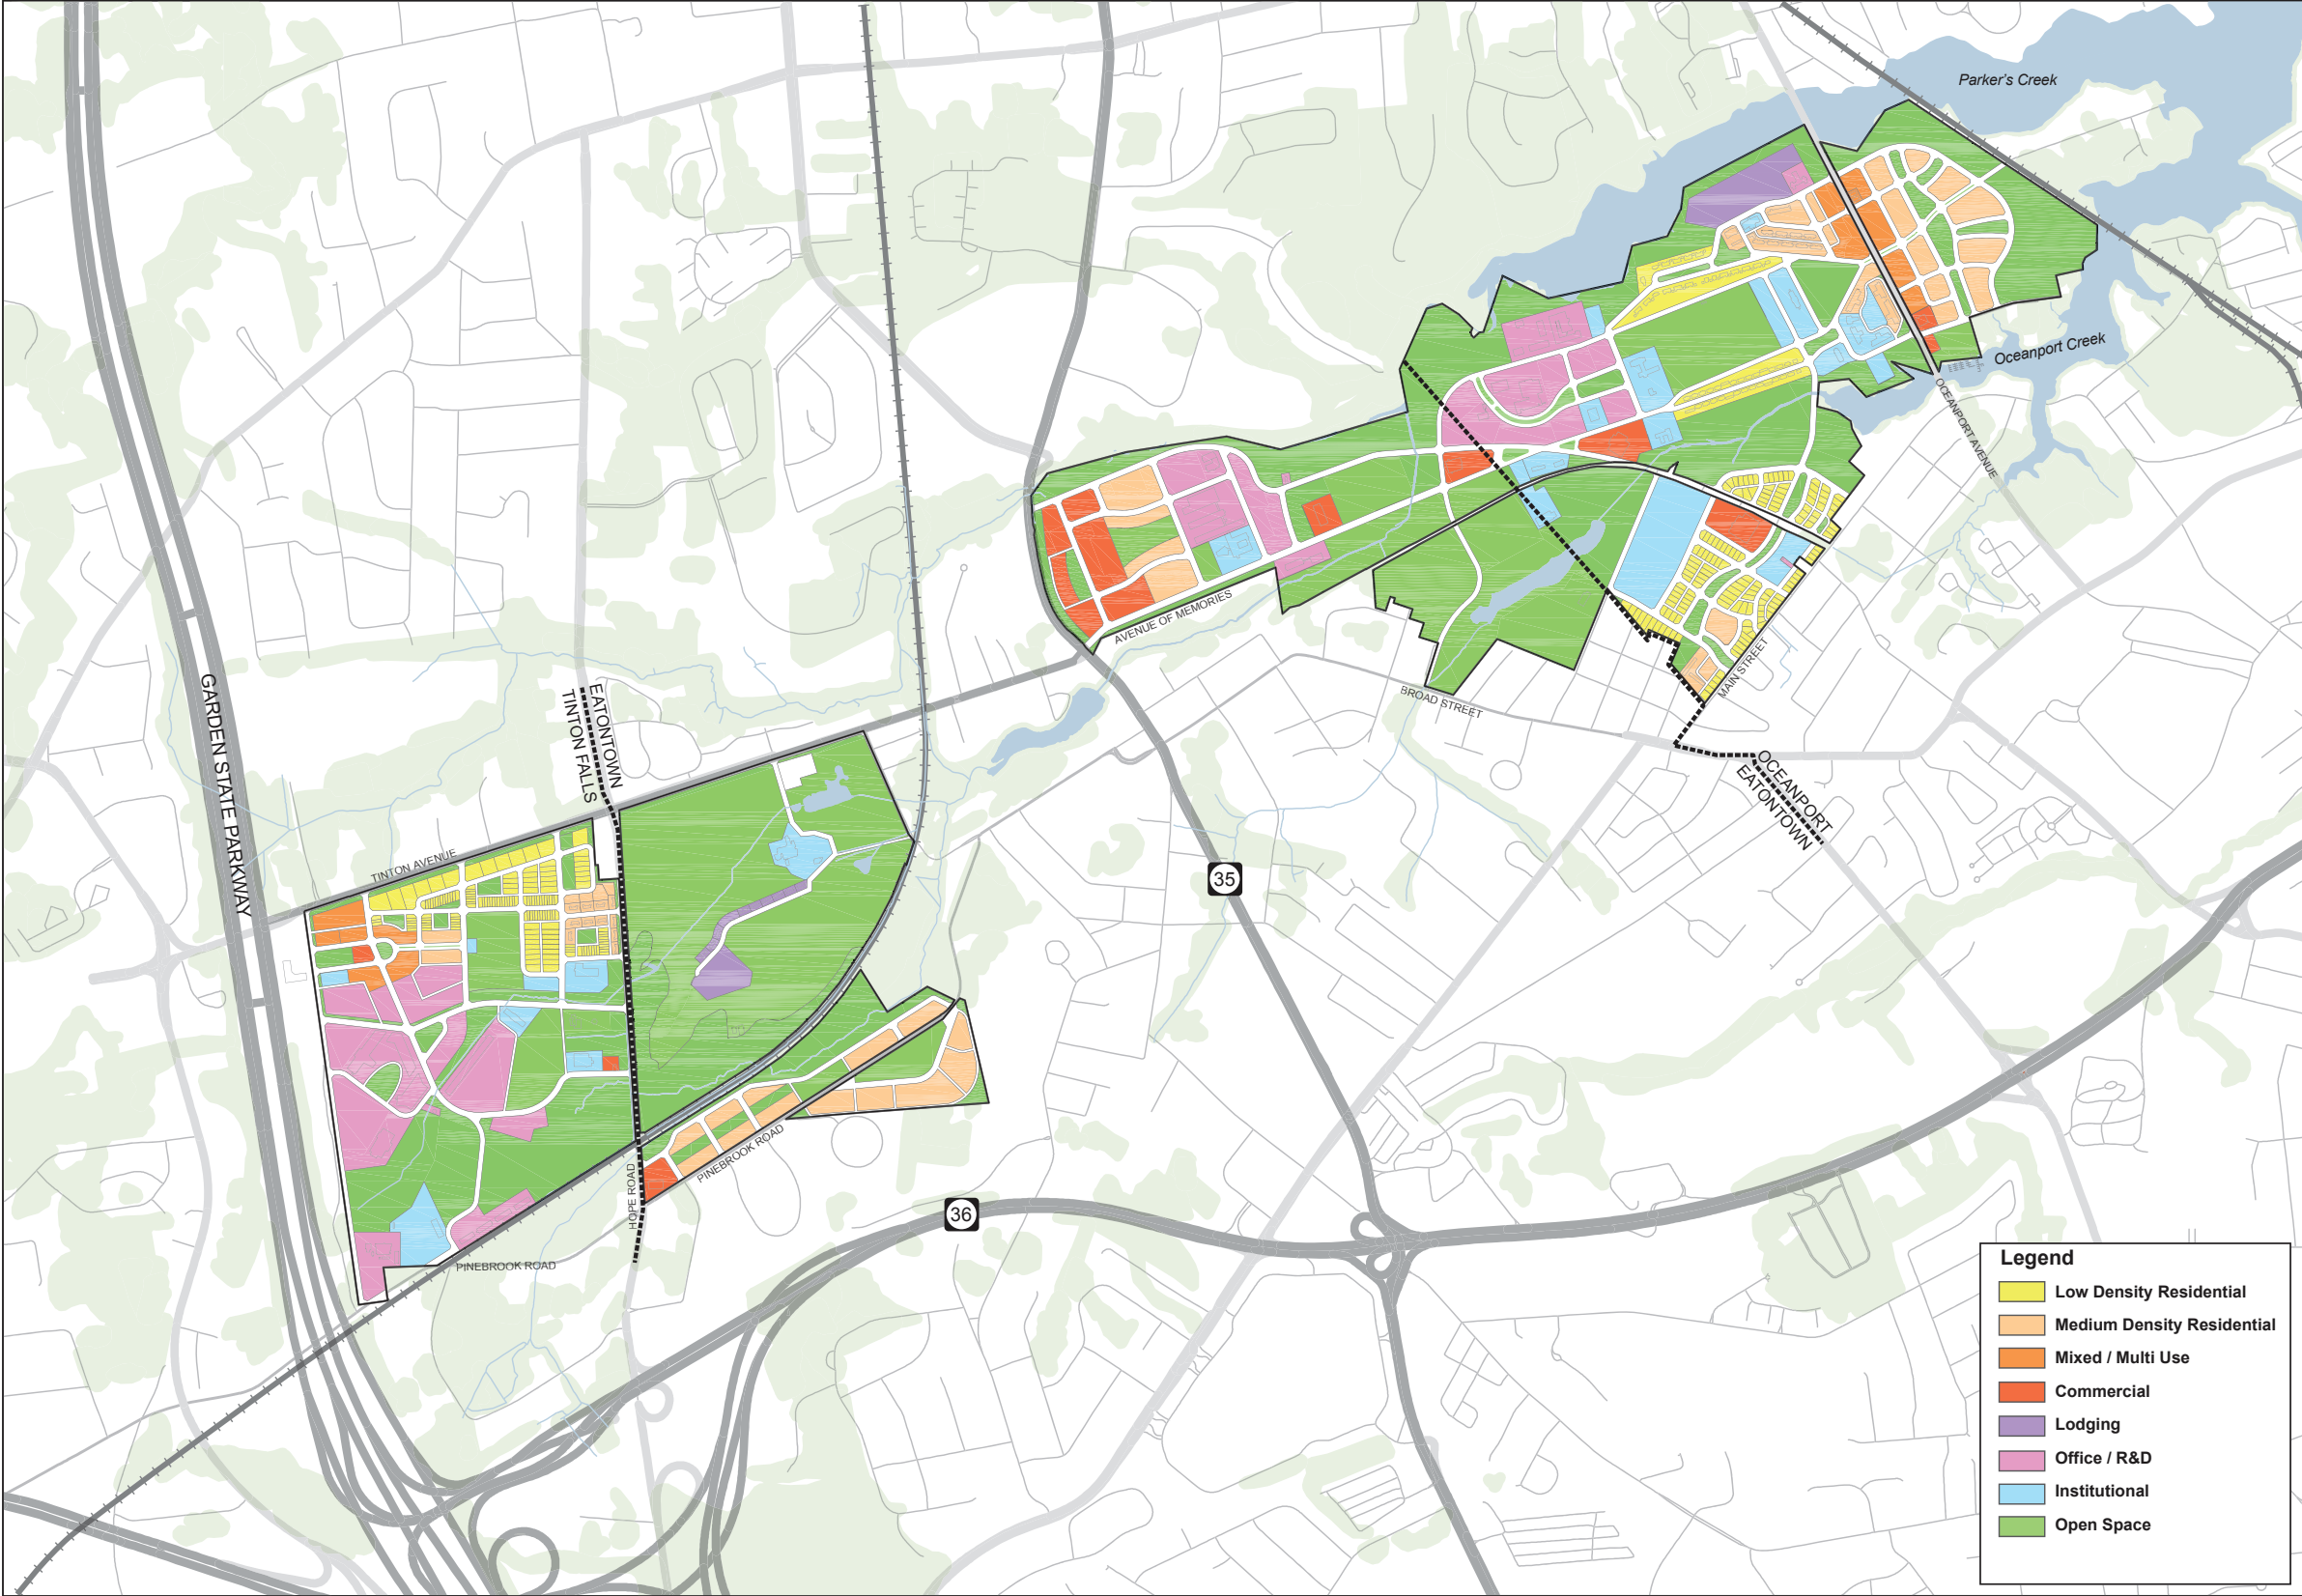 Parker's Creek
Oceanport Creek
OCEANPORT AVENUE
AVENUE OF MEMORIES
MAIN STREET
BROAD STREET
GARDEN STATE PARKWAY
EATONTOWN
TINTON FALLS
OCEANPORT
EATONTOWN
TINTON AVENUE
35
PINEBROOK ROAD
HOPE ROAD
36
PINEBROOK ROAD
Legend
Low Density Residential
Medium Density Residential
Mixed / Multi Use
Commercial
Lodging
Office / R&D
Institutional
Open Space